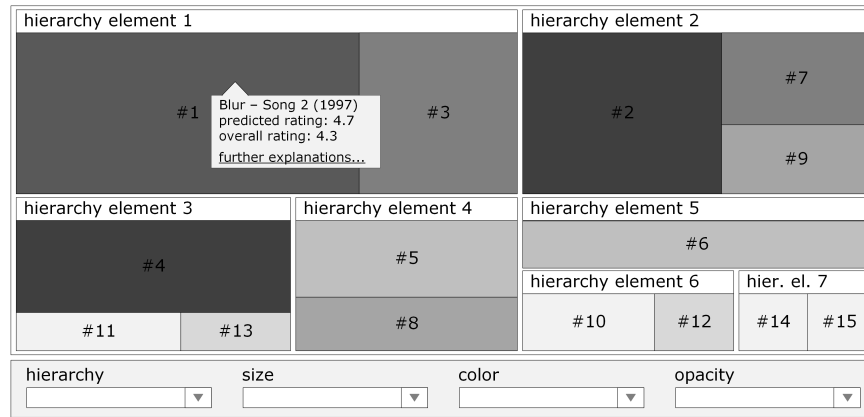 hierarchy element 1
hierarchy element 2
#1
Blur – Song 2 (1997)
predicted rating: 4.7
overall rating: 4.3
further explanations...
#3
#2
#7
#9
hierarchy element 3
hierarchy element 4
hierarchy element 5
#4
#11
#13
#5
#8
#6
hierarchy element 6
hier. el. 7
#10
#12
#14
#15
hierarchy
size
color
opacity